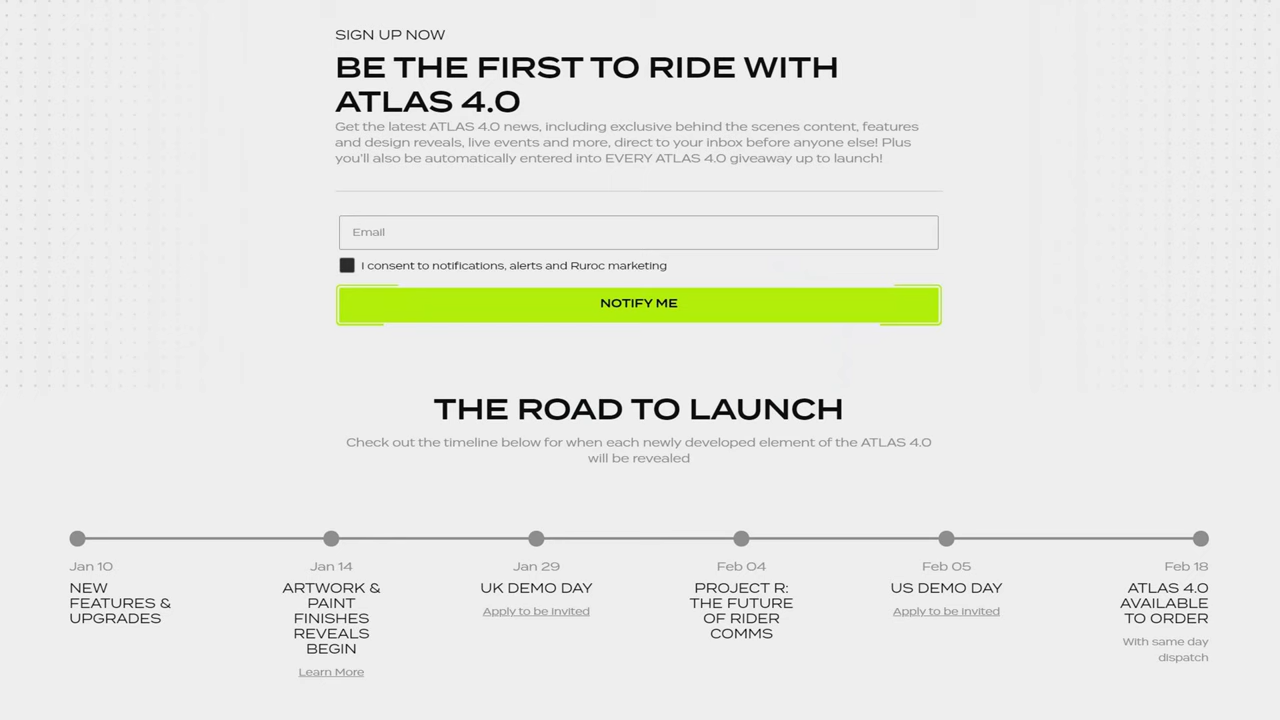 SIGN UP NOW
BE THE FIRST TO RIDE WITH
ATLAS 4.0
Get the latest ATLAS 4.0 news, including exclusive behind the scenes content, features
and design reveals, live events and more, direct to your inbox before anyone else! Plus
you'll also be automatically entered into EVERY ATLAS 4.0 giveaway up to launch!
Email
I consent to notifications, alerts and Ruroc marketing
NOTIFY ME
THE ROAD TO LAUNCH
Check out the timeline below for when each newly developed element of the ATLAS 4.0
will be revealed
Jan 10
NEW
FEATURES &
UPGRADES
Jan 14
ARTWORK &
PAINT
FINISHES
REVEALS
BEGIN
Learn More
Jan 29
UK DEMO DAY
Apply to be invited
Feb 04
PROJECT R:
THE FUTURE
OF RIDER
COMMS
Feb 05
US DEMO DAY
Apply to be invited
Feb 18
ATLAS 4.0
AVAILABLE
TO ORDER
With same day
dispatch